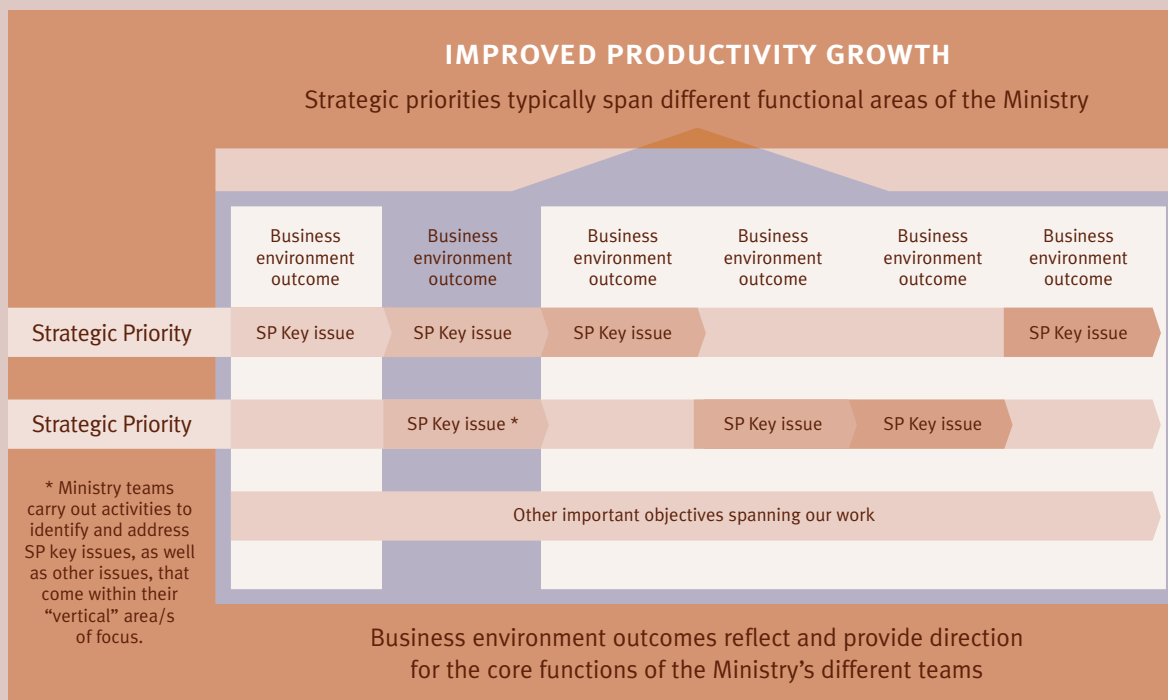 IMPROVED PRODUCTIVITY GROWTH
Strategic priorities typically span different functional areas of the Ministry
Business
environment
outcome
Business
environment
outcome
Business
environment
outcome
Business
environment
outcome
Business
environment
outcome
Business
environment
outcome
Strategic Priority
SP Key issue
SP Key issue
SP Key issue
SP Key issue
Strategic Priority
SP Key issue *
SP Key issue
SP Key issue
* Ministry teams
carry out activities to
identify and address
SP key issues, as well
as other issues, that
come within their
“vertical” area/s
of focus.
Other important objectives spanning our work
Business environment outcomes reflect and provide direction
for the core functions of the Ministry’s different teams